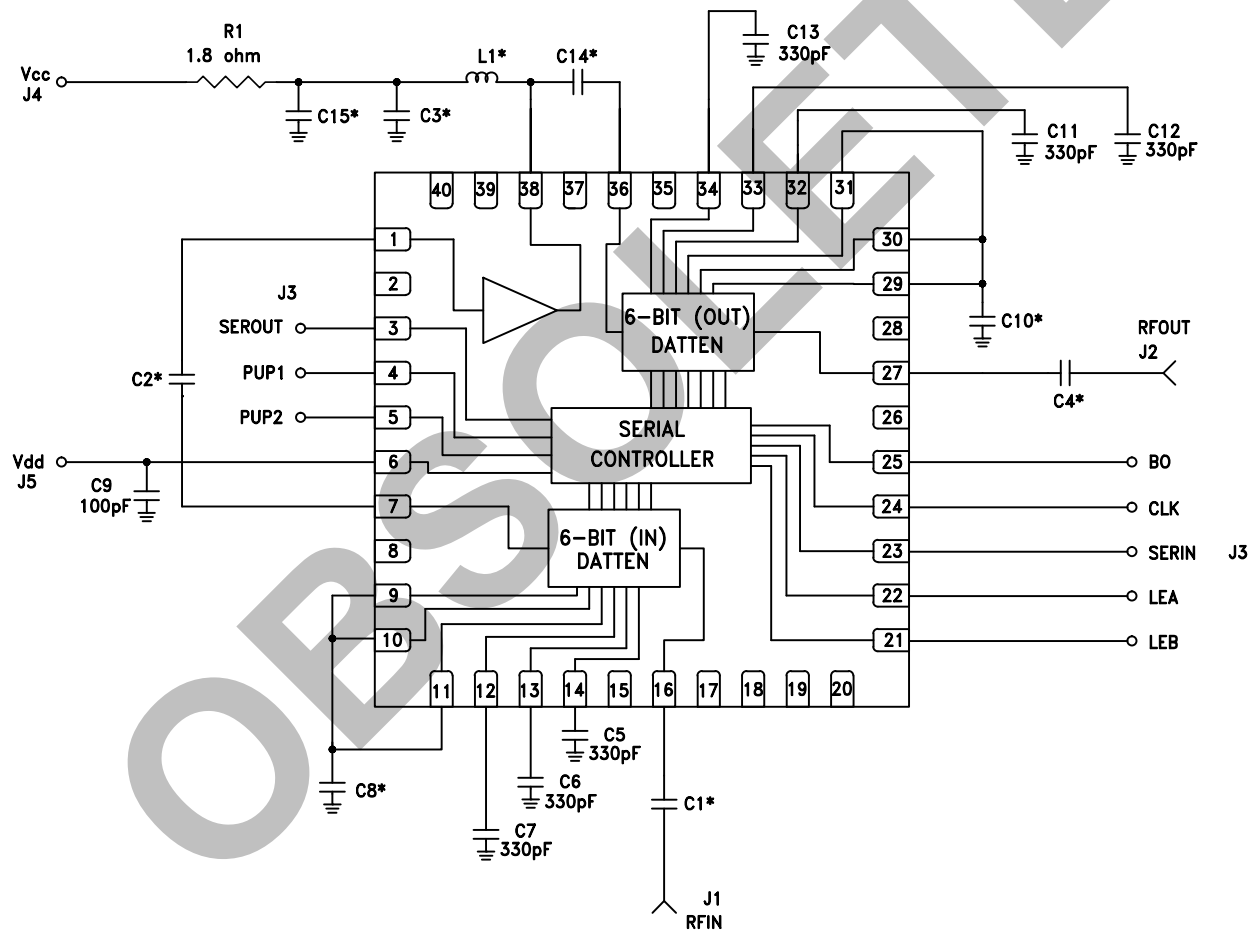 R1
1.8 ohm
Vcc
J4
C15*
C3*
L1*
C14*
C13
330pF
C11
330pF
C12
330pF
40
39
38
37
36
35
34
33
32
31
1
2
3
4
5
6
7
8
9
10
30
29
28
27
26
25
24
23
22
21
11
12
13
14
15
16
17
18
19
20
J3
SEROUT
PUP1
PUP2
C2*
Vdd
J5
C9
100pF
6-BIT (OUT)
DATTEN
SERIAL
CONTROLLER
6-BIT (IN)
DATTEN
C10*
RFOUT
J2
C4*
BO
CLK
SERIN J3
LEA
LEB
C8*
C7
330pF
C6
330pF
C5
330pF
C1*
J1
RFIN
OBSOLETE